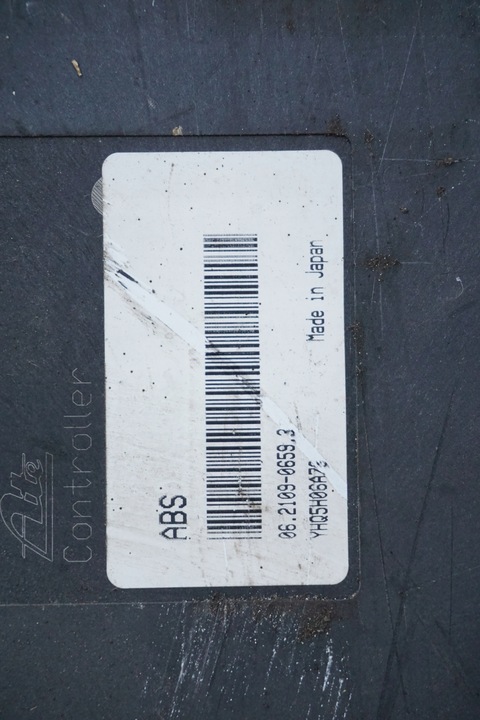 Ate
Controller
ABS
06.2109-0659.3
YHQ5H06A73
Made in Japan